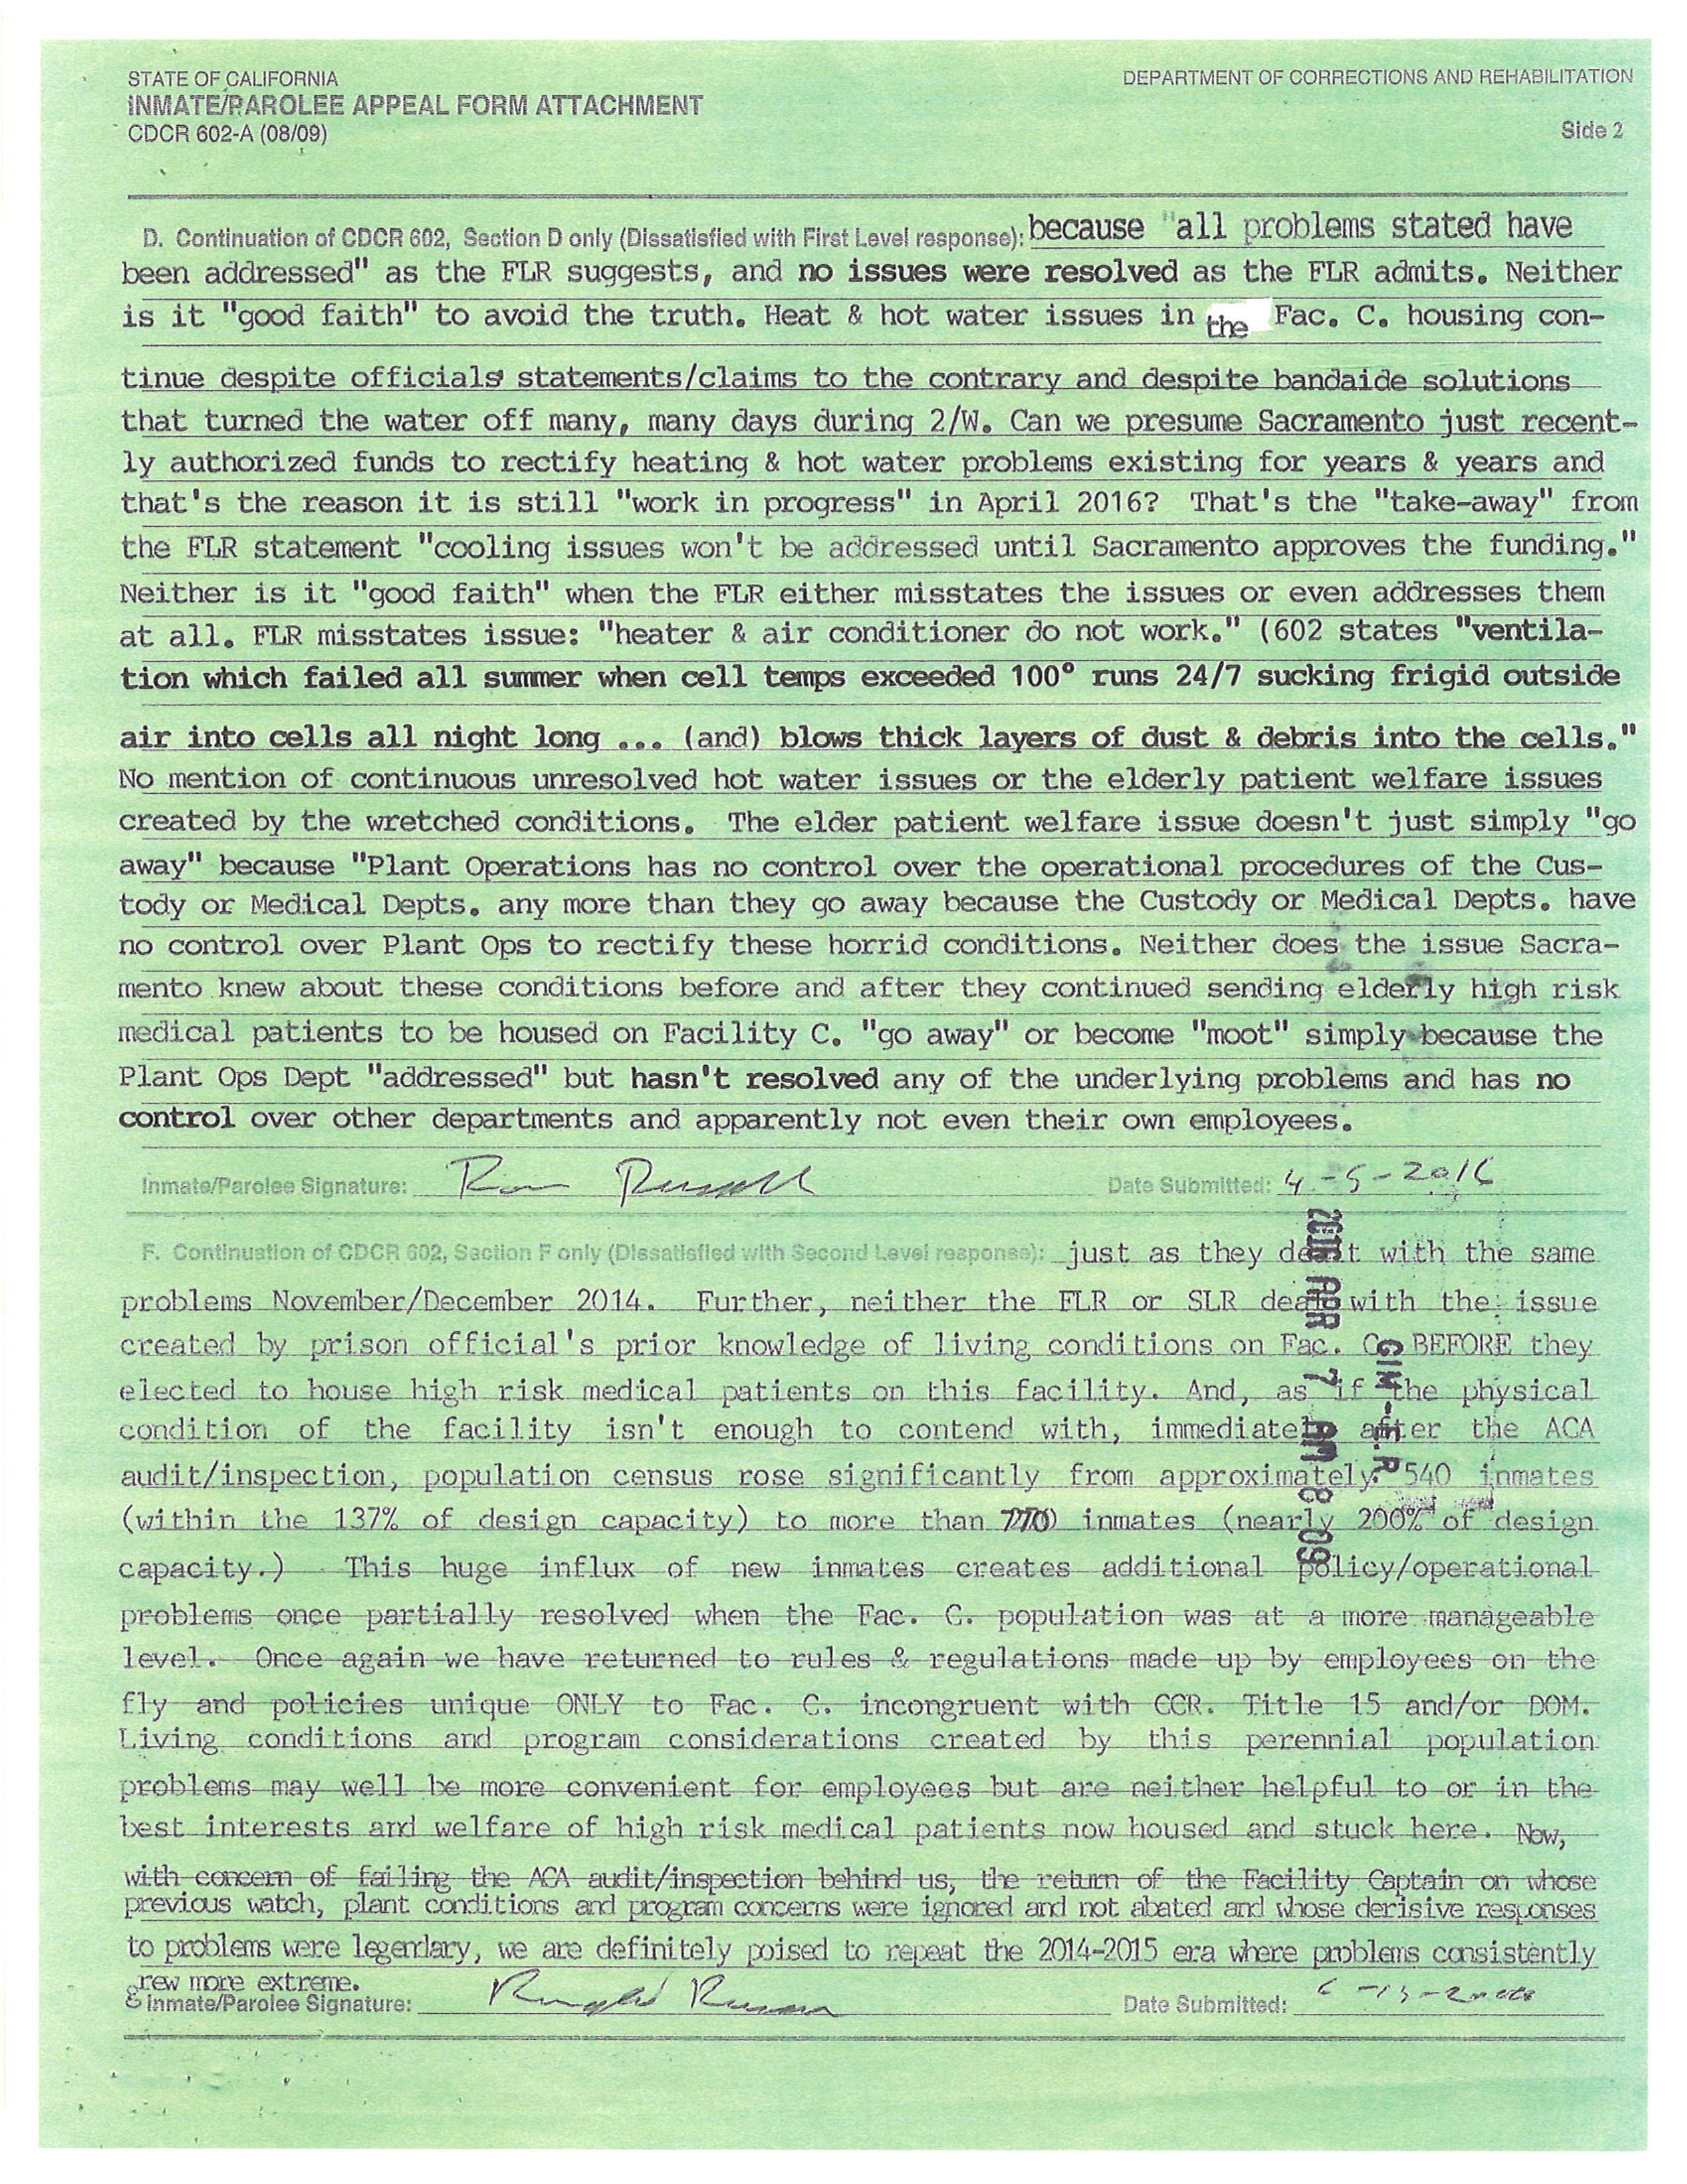 STATE OF CALIFORNIA
DEPARTMENT OF CORRECTIONS AND REHABILITATION
INMATE/PAROLEE APPEAL FORM ATTACHMENT
CDCR 602-A (08/09)
Side 2
D. Continuation of CDCR 602, Section D only (Dissatisfied with First Level response): because "all problems stated have
been addressed" as the FLR suggests, and no issues were resolved as the FLR admits. Neither
is it "good faith" to avoid the truth. Heat & hot water issues in the Fac. C. housing con-
tinue despite officials' statements/claims to the contrary and despite bandaide solutions
that turned the water off many, many days during 2/W. Can we presume Sacramento just recent-
ly authorized funds to rectify heating & hot water problems existing for years & years and
that's the reason it is still "work in progress" in April 2016? That's the "take-away" from
the FLR statement "cooling issues won't be addressed until Sacramento approves the funding."
Neither is it "good faith" when the FLR either misstates the issues or even addresses them
at all. FLR misstates issue: "heater & air conditioner do not work." (602 states "ventila-
tion which failed all summer when cell temps exceeded 100° runs 24/7 sucking frigid outside
air into cells all night long ... (and) blows thick layers of dust & debris into the cells."
No mention of continuous unresolved hot water issues or the elderly patient welfare issues
created by the wretched conditions. The elder patient welfare issue doesn't just simply "go
away" because "Plant Operations has no control over the operational procedures of the Cus-
tody or Medical Depts. any more than they go away because the Custody or Medical Depts. have
no control over Plant Ops to rectify these horrid conditions. Neither does the issue Sacra-
mento knew about these conditions before and after they continued sending elderly high risk
medical patients to be housed on Facility C. "go away" or become "moot" simply because the
Plant Ops Dept "addressed" but hasn't resolved any of the underlying problems and has no
control over other departments and apparently not even their own employees.
Inmate/Parolee Signature: Ron Russell Date Submitted: 4-5-2016
F. Continuation of CDCR 602, Section F only (Dissatisfied with Second Level response): just as they dealt with the same
problems November/December 2014. Further, neither the FLR or SLR deals with the issue
created by prison official's prior knowledge of living conditions on Fac. C. BEFORE they
elected to house high risk medical patients on this facility. And, as if the physical
condition of the facility isn't enough to contend with, immediately after the ACA
audit/inspection, population census rose significantly from approximately 540 inmates
(within the 137% of design capacity) to more than 770 inmates (nearly 200% of design
capacity.) This huge influx of new inmates creates additional policy/operational
problems once partially resolved when the Fac. C. population was at a more manageable
level. Once again we have returned to rules & regulations made up by employees on the
fly and policies unique ONLY to Fac. C. incongruent with CCR. Title 15 and/or DOM.
Living conditions and program considerations created by this perennial population
problems may well be more convenient for employees but are neither helpful to or in the
best interests and welfare of high risk medical patients now housed and stuck here. Now,
with concern of failing the ACA audit/inspection behind us, the return of the Facility Captain on whose
previous watch, plant conditions and program concerns were ignored and not abated and whose derisive responses
to problems were legendary, we are definitely poised to repeat the 2014-2015 era where problems consistently
grew more extreme.
Inmate/Parolee Signature: Date Submitted:
2016 APR 7 AM 8 09